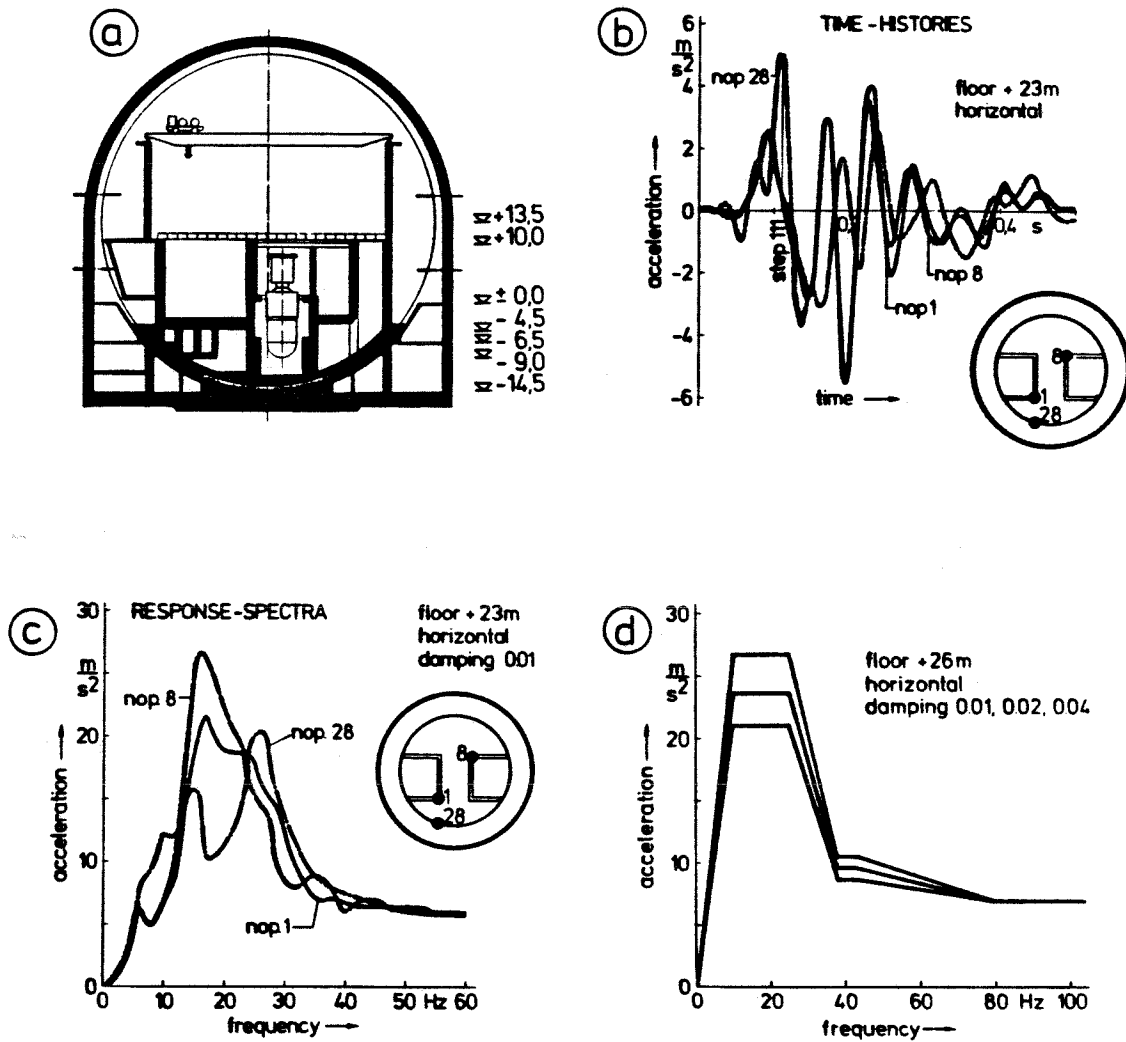 a
+13,5
+10,0
± 0,0
- 4,5
- 6,5
- 9,0
-14,5
b
TIME-HISTORIES
6
m
s²
4
2
0
-2
-4
-6
acceleration
nop 28
floor + 23m
horizontal
step 111
0,4 s
nop 8
nop 1
time
8
1
28
c
RESPONSE-SPECTRA
30
m
s²
20
10
0
acceleration
nop. 8
nop. 28
nop. 1
floor + 23m
horizontal
damping 0.01
8
1
28
0 10 20 30 40 50 Hz 60
frequency
d
30
m
s²
20
10
0
acceleration
floor +26m
horizontal
damping 0.01, 0.02, 0.04
0 20 40 60 80 Hz 100
frequency